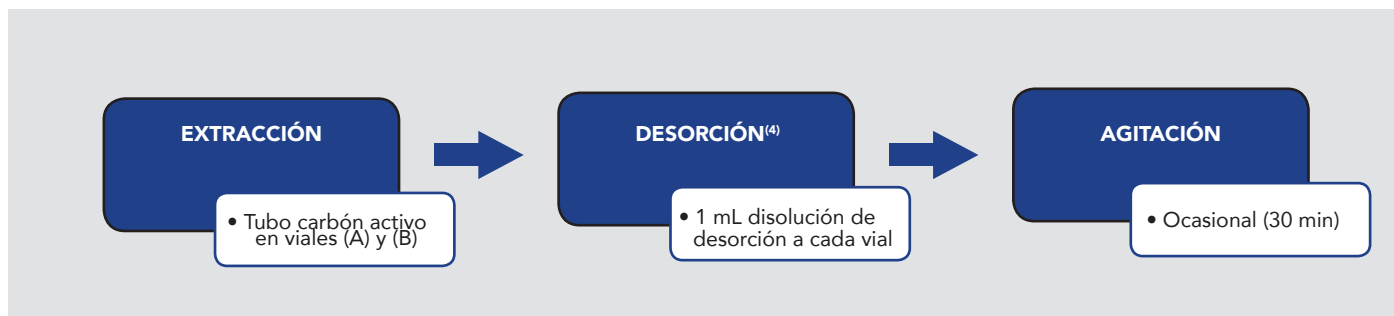 EXTRACCIÓN
• Tubo carbón activo
en viales (A) y (B)
DESORCIÓN(4)
• 1 mL disolución de
desorción a cada vial
AGITACIÓN
• Ocasional (30 min)